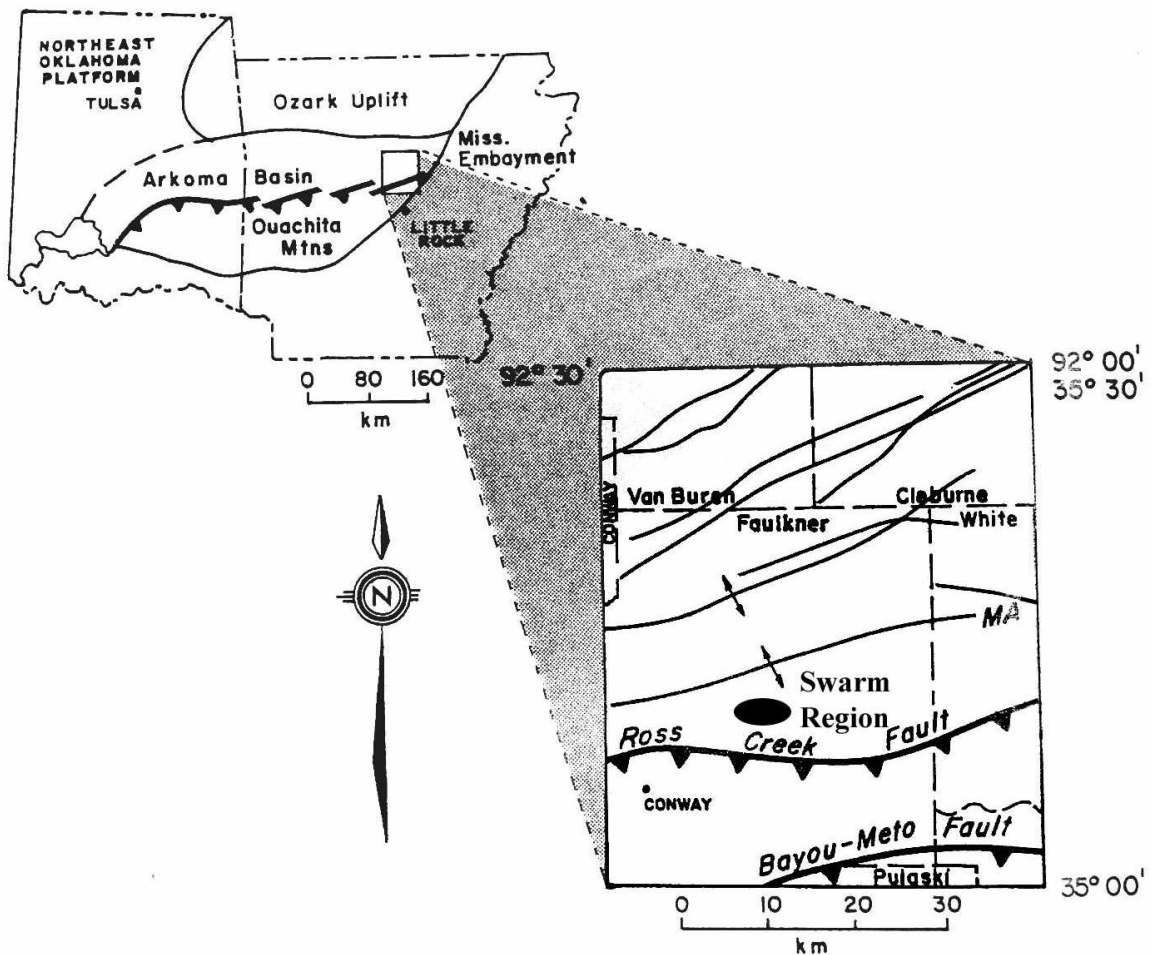 NORTHEAST
OKLAHOMA
PLATFORM
TULSA
Ozark Uplift
Miss.
Embayment
Arkoma Basin
Ouachita
Mtns
LITTLE
ROCK
0 80 160
km
92° 30'
92° 00'
35° 30'
CONWAY
Van Buren
Cleburne
Faulkner
White
MA
Swarm
Region
Ross Creek Fault
CONWAY
Bayou-Meto Fault
Pulaski
35° 00'
0 10 20 30
km
N